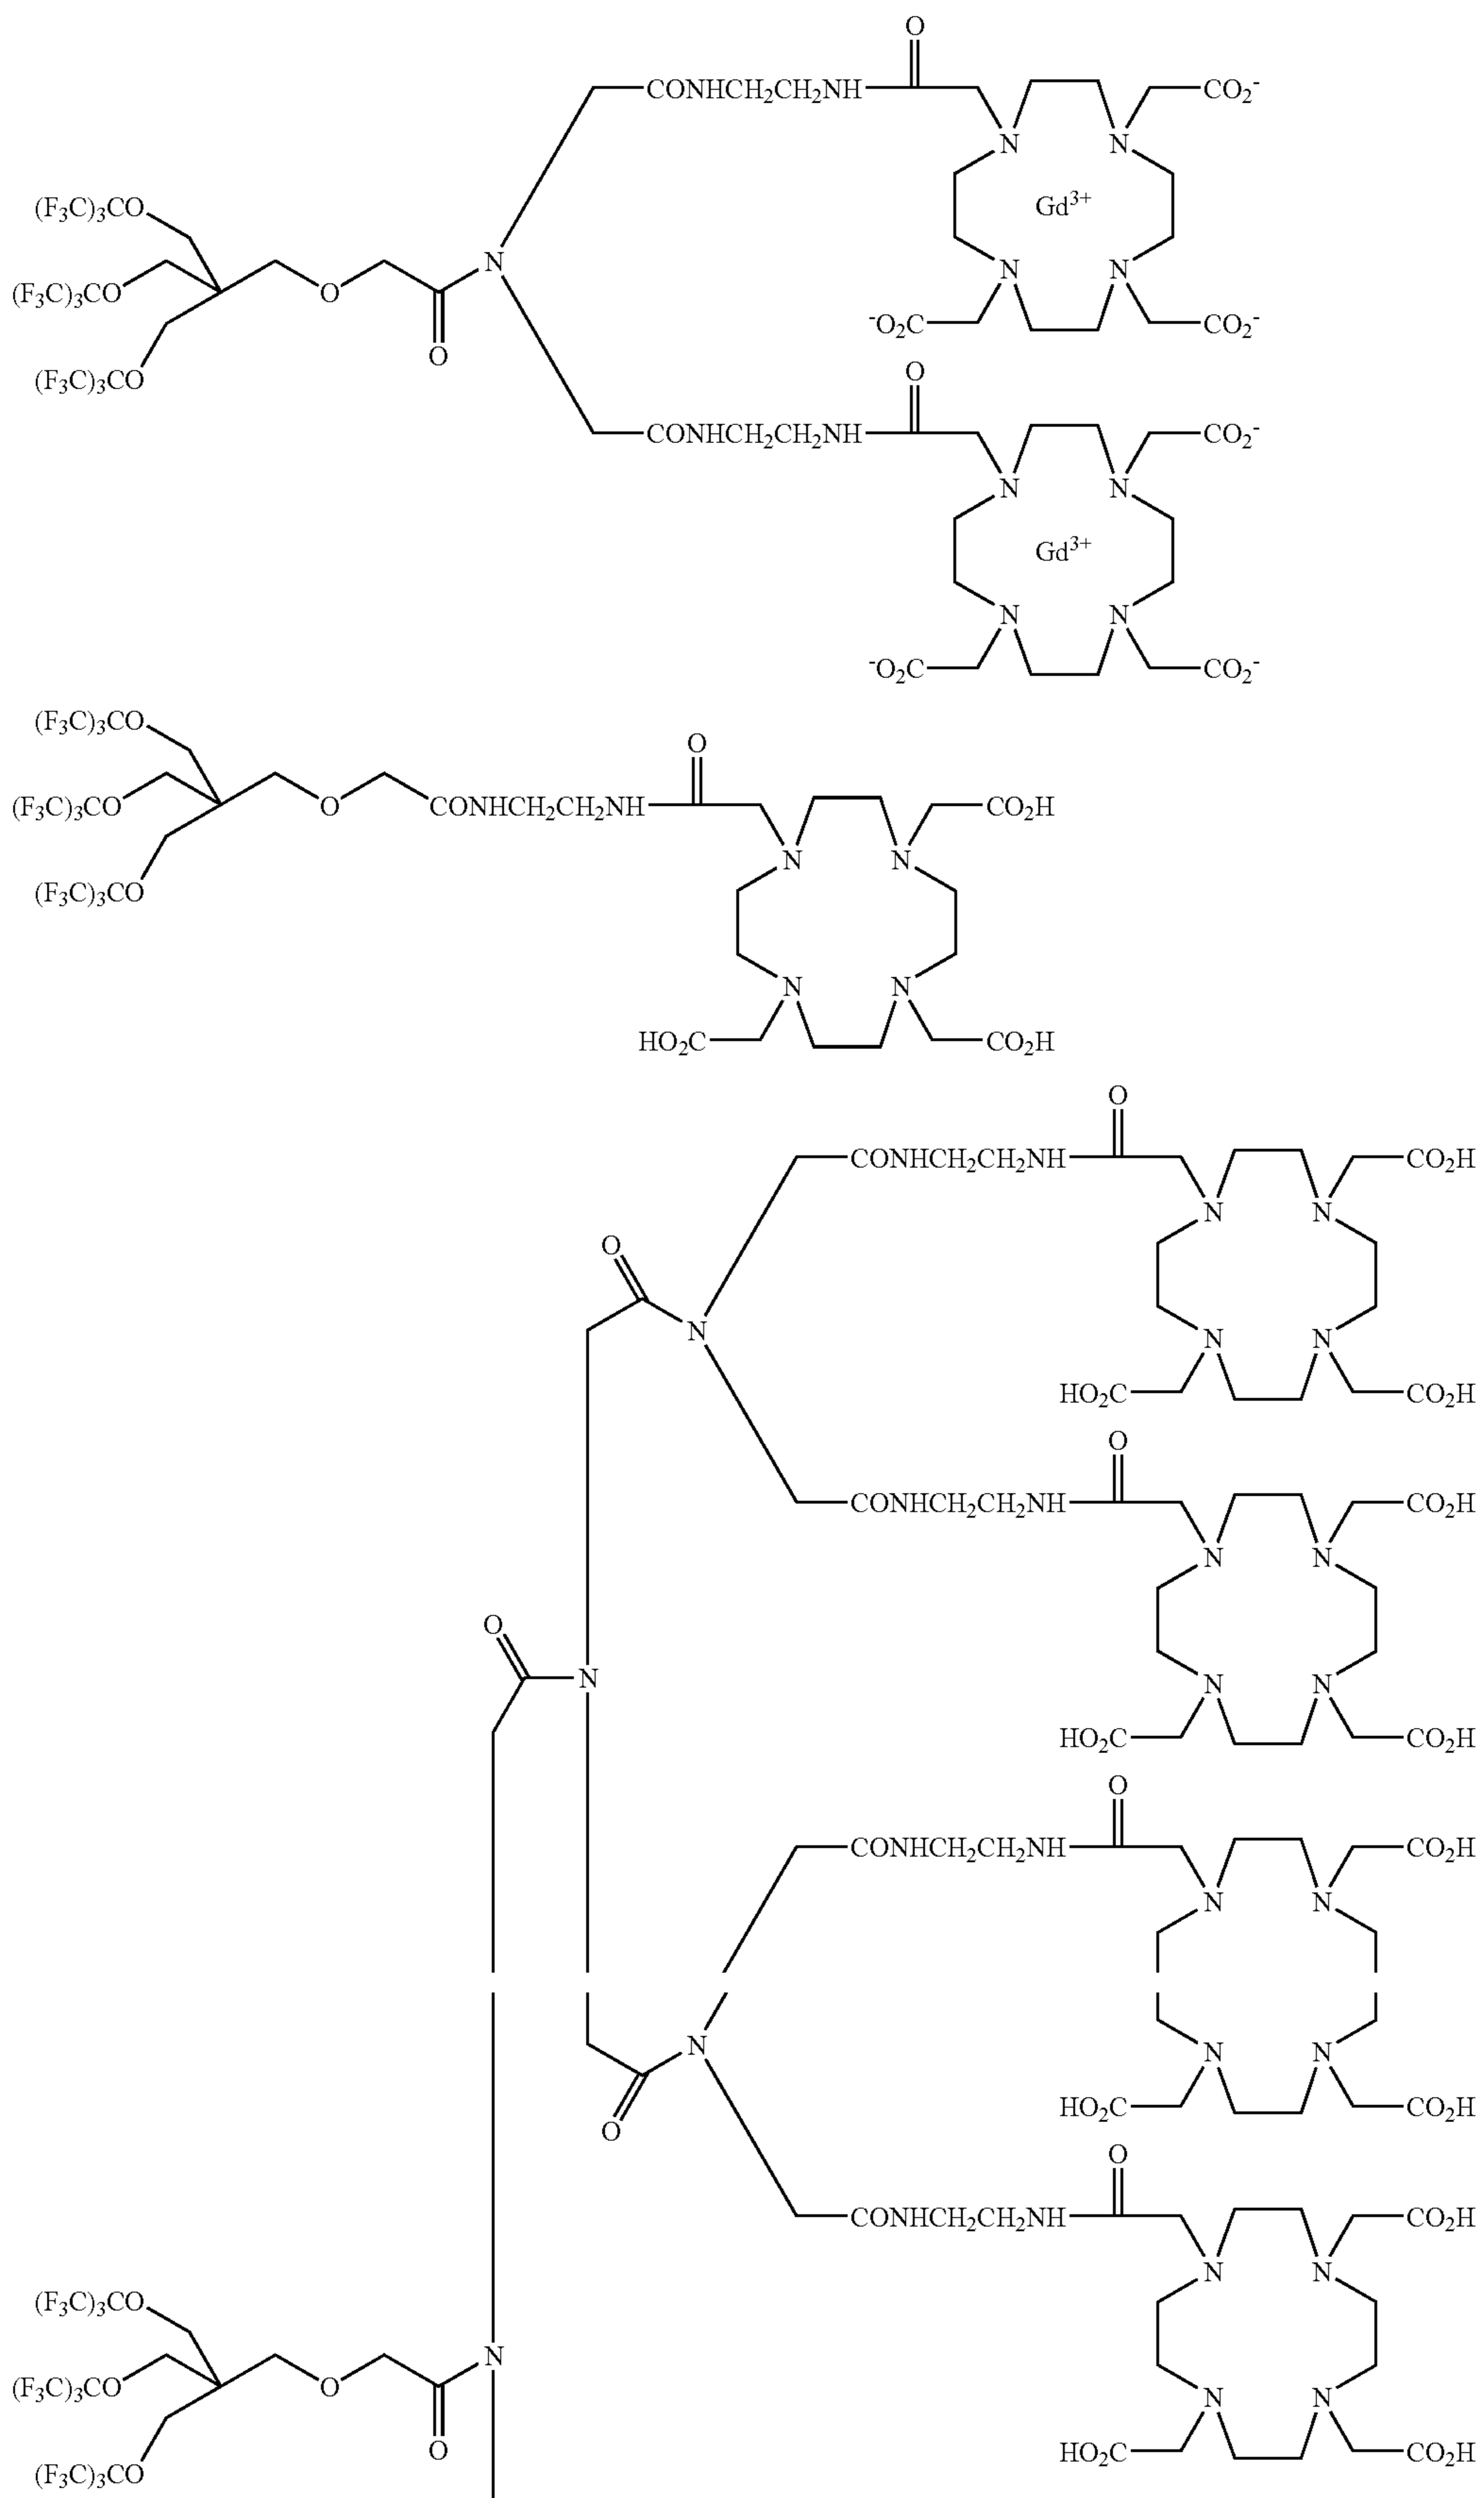 O
CONHCH₂CH₂NH CO₂⁻
N N
(F₃C)₃CO Gd³⁺
N
(F₃C)₃CO O N N
⁻O₂C CO₂⁻
O
(F₃C)₃CO O
CONHCH₂CH₂NH CO₂⁻
N N
Gd³⁺
N N
⁻O₂C CO₂⁻
(F₃C)₃CO
O
(F₃C)₃CO O CONHCH₂CH₂NH CO₂H
N N
(F₃C)₃CO
N N
HO₂C CO₂H
O
CONHCH₂CH₂NH CO₂H
N N
O
N N N
HO₂C CO₂H
O
CONHCH₂CH₂NH CO₂H
N N
O
N N N
HO₂C CO₂H
O
CONHCH₂CH₂NH CO₂H
N N
N N N
HO₂C CO₂H
O
O
CONHCH₂CH₂NH CO₂H
N N
(F₃C)₃CO
N
(F₃C)₃CO O N N
O HO₂C CO₂H
(F₃C)₃CO